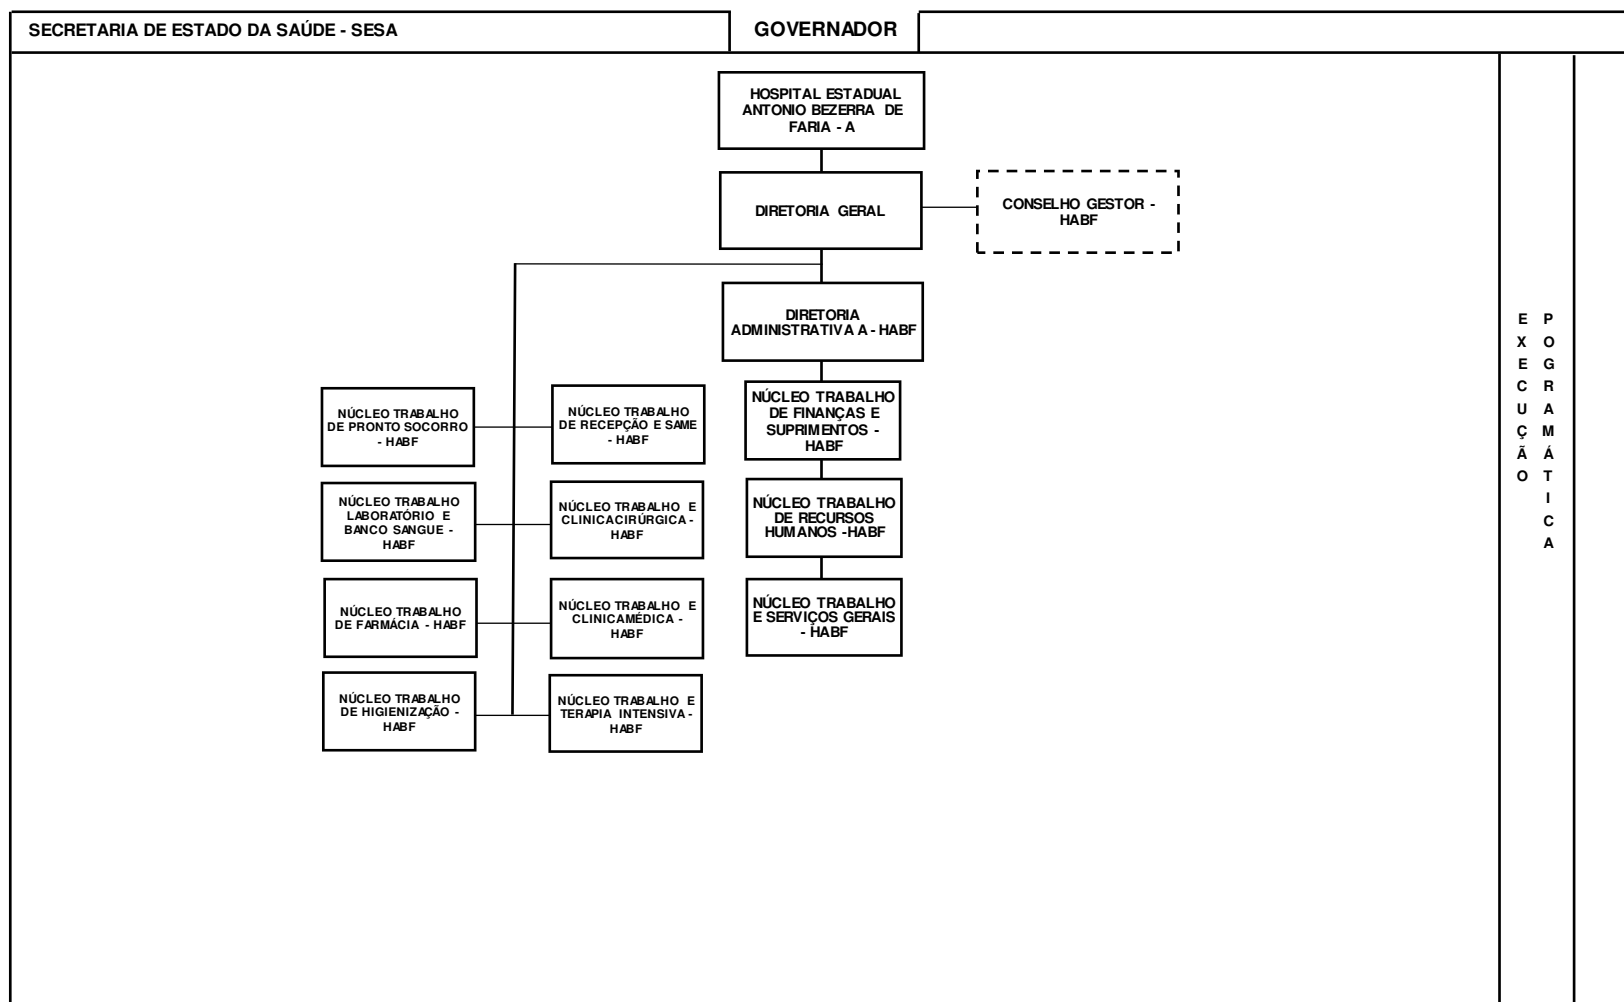 SECRETARIA DE ESTADO DA SAÚDE - SESA
GOVERNADOR
HOSPITAL ESTADUAL
ANTONIO BEZERRA DE
FARIA - A
DIRETORIA GERAL
CONSELHO GESTOR -
HABF
DIRETORIA
ADMINISTRATIVA A - HABF
NÚCLEO TRABALHO
DE PRONTO SOCORRO
- HABF
NÚCLEO TRABALHO
DE RECEPÇÃO E SAME
- HABF
NÚCLEO TRABALHO
DE FINANÇAS E
SUPRIMENTOS -
HABF
NÚCLEO TRABALHO
LABORATÓRIO E
BANCO SANGUE -
HABF
NÚCLEO TRABALHO E
CLINICACIRÚRGICA -
HABF
NÚCLEO TRABALHO
DE RECURSOS
HUMANOS -HABF
NÚCLEO TRABALHO
DE FARMÁCIA - HABF
NÚCLEO TRABALHO E
CLINICAMÉDICA -
HABF
NÚCLEO TRABALHO
E SERVIÇOS GERAIS
- HABF
NÚCLEO TRABALHO
DE HIGIENIZAÇÃO -
HABF
NÚCLEO TRABALHO E
TERAPIA INTENSIVA -
HABF
EXECUÇÃO
POGRAMÁTICA